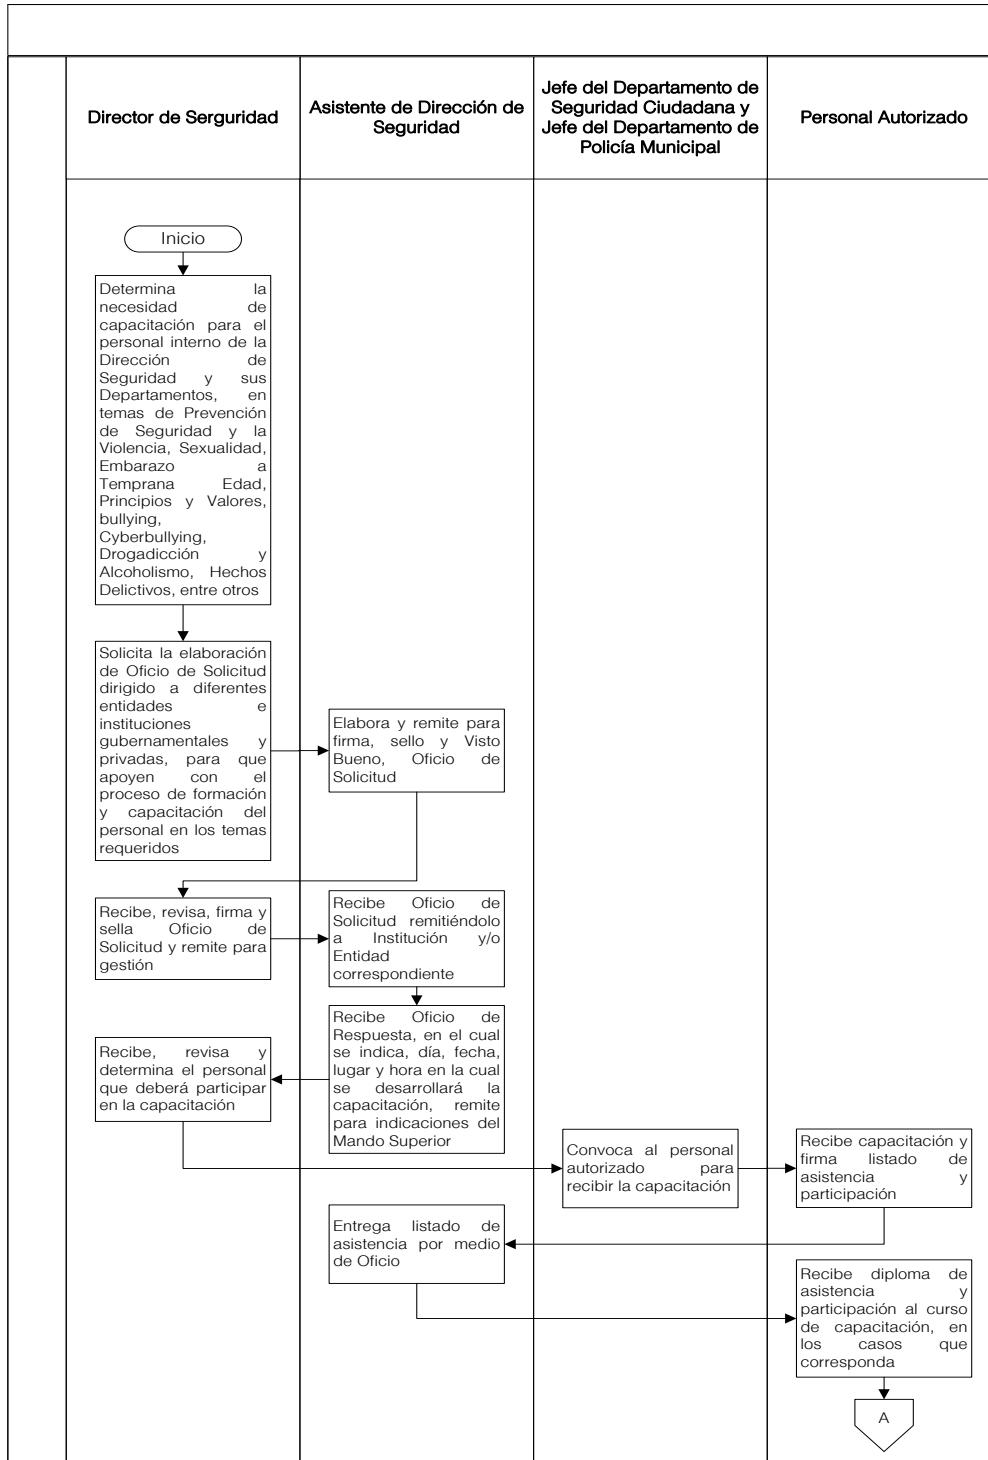 Director de Serguridad
Asistente de Dirección de
Seguridad
Jefe del Departamento de
Seguridad Ciudadana y
Jefe del Departamento de
Policía Municipal
Personal Autorizado
Inicio
Determina la
necesidad de
capacitación para el
personal interno de la
Dirección de
Seguridad y sus
Departamentos, en
temas de Prevención
de Seguridad y la
Violencia, Sexualidad,
Embarazo a
Temprana Edad,
Principios y Valores,
bullying,
Cyberbullying,
Drogadicción y
Alcoholismo, Hechos
Delictivos, entre otros
Solicita la elaboración
de Oficio de Solicitud
dirigido a diferentes
entidades e
instituciones
gubernamentales y
privadas, para que
apoyen con el
proceso de formación
y capacitación del
personal en los temas
requeridos
Elabora y remite para
firma, sello y Visto
Bueno, Oficio de
Solicitud
Recibe, revisa, firma y
sella Oficio de
Solicitud y remite para
gestión
Recibe Oficio de
Solicitud remitiéndolo
a Institución y/o
Entidad
correspondiente
Recibe Oficio de
Respuesta, en el cual
se indica, día, fecha,
lugar y hora en la cual
se desarrollará la
capacitación, remite
para indicaciones del
Mando Superior
Recibe, revisa y
determina el personal
que deberá participar
en la capacitación
Convoca al personal
autorizado para
recibir la capacitación
Recibe capacitación y
firma listado de
asistencia y
participación
Entrega listado de
asistencia por medio
de Oficio
Recibe diploma de
asistencia y
participación al curso
de capacitación, en
los casos que
corresponda
A